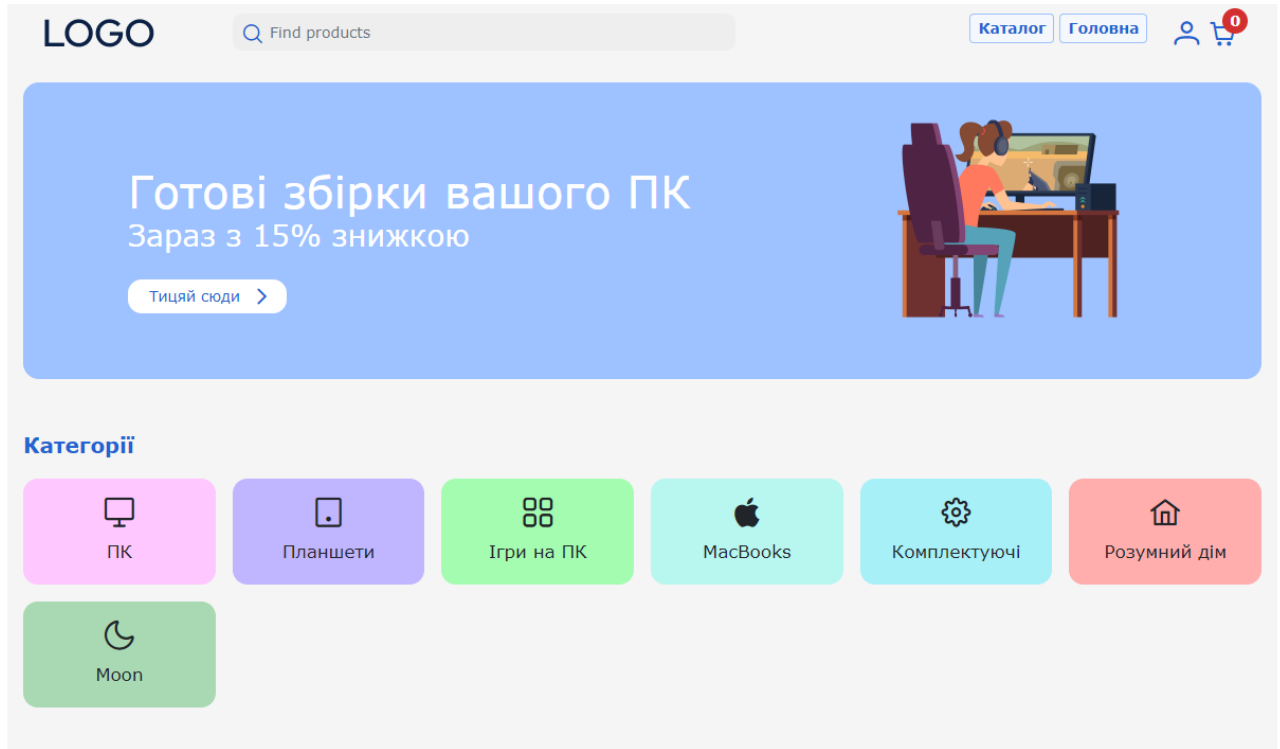 LOGO
Find products
Каталог
Головна
0
Готові збірки вашого ПК
Зараз з 15% знижкою
Тицяй сюди
Категорії
ПК
Планшети
Ігри на ПК
MacBooks
Комплектуючі
Розумний дім
Moon